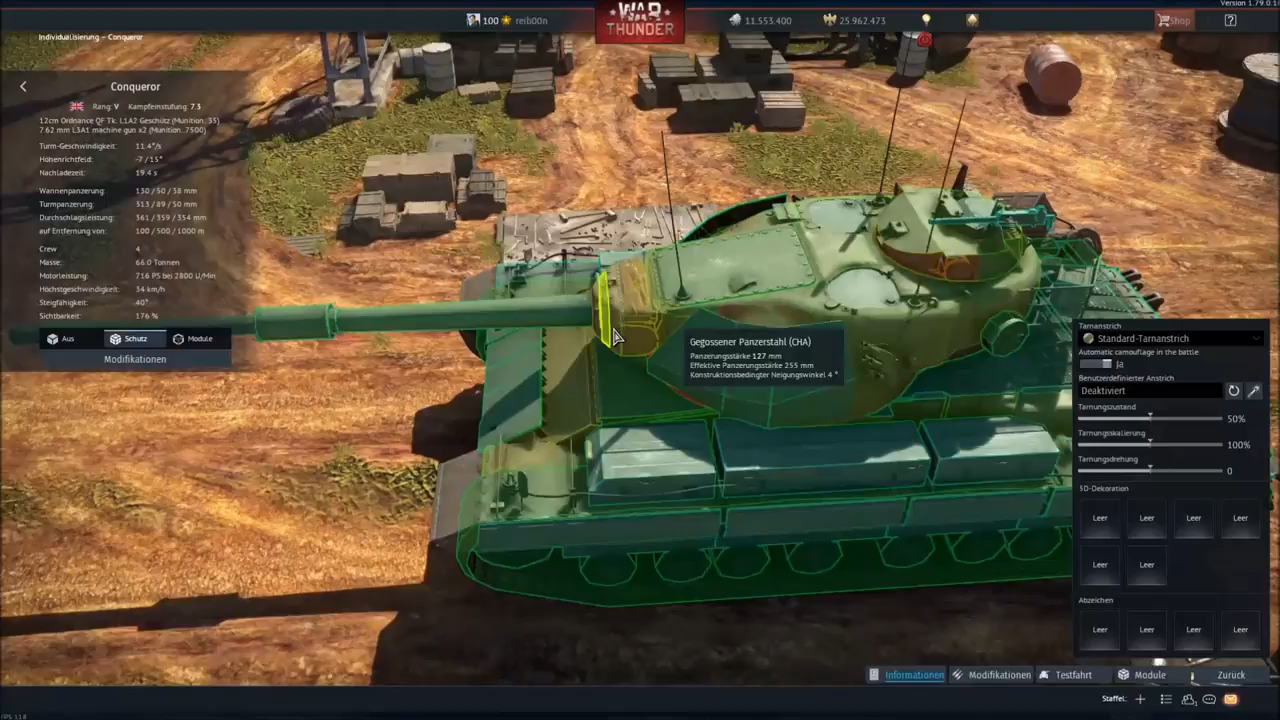 Version 1.79.0.1
100 reib00n
WAR
THUNDER
11.553.400
25.962.473
Shop
Individualisierung – Conqueror
Conqueror
Rang: V Kampfeinstufung: 7.3
12cm Ordnance QF Tk. L1A2 Geschütz (Munition: 35)
7.62 mm L3A1 machine gun x2 (Munition: 7500)
Turm-Geschwindigkeit: 11.4°/s
Höhenrichtfeld: -7 / 15°
Nachladezeit: 19.4 s
Wannenpanzerung: 130 / 50 / 38 mm
Turmpanzerung: 313 / 89 / 50 mm
Durchschlagsleistung: 361 / 359 / 354 mm
auf Entfernung von: 100 / 500 / 1000 m
Crew 4
Masse: 66.0 Tonnen
Motorleistung: 716 PS bei 2800 U/Min
Höchstgeschwindigkeit: 34 km/h
Steigfähigkeit: 40°
Sichtbarkeit: 176 %
Aus Schutz Module
Modifikationen
Gegossener Panzerstahl (CHA)
Panzerungsstärke 127 mm
Effektive Panzerungsstärke 255 mm
Konstruktionsbedingter Neigungswinkel 4 °
Tarnanstrich
Standard-Tarnanstrich
Automatic camouflage in the battle
Ja
Benutzerdefinierter Anstrich
Deaktiviert
Tarnungszustand
50%
Tarnungsskalierung
100%
Tarnungsdrehung
0
3D-Dekoration
Leer Leer Leer Leer
Leer Leer
Abzeichen
Leer Leer Leer Leer
Informationen Modifikationen Testfahrt Module Zurück
Staffel: